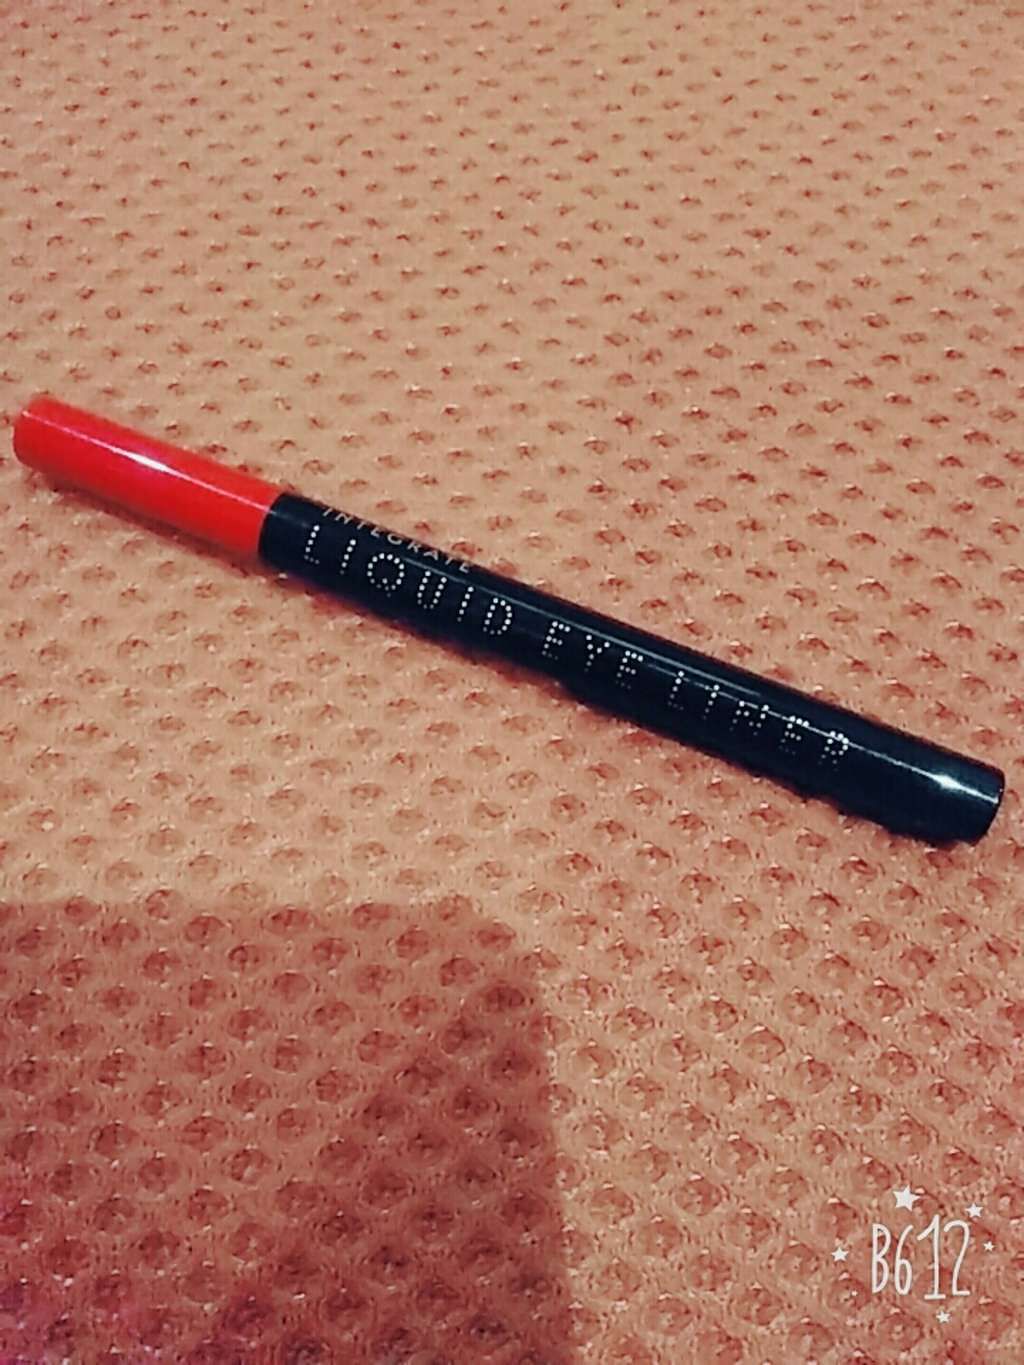 INTEGRATE
LIQUID EYE LINER
B612